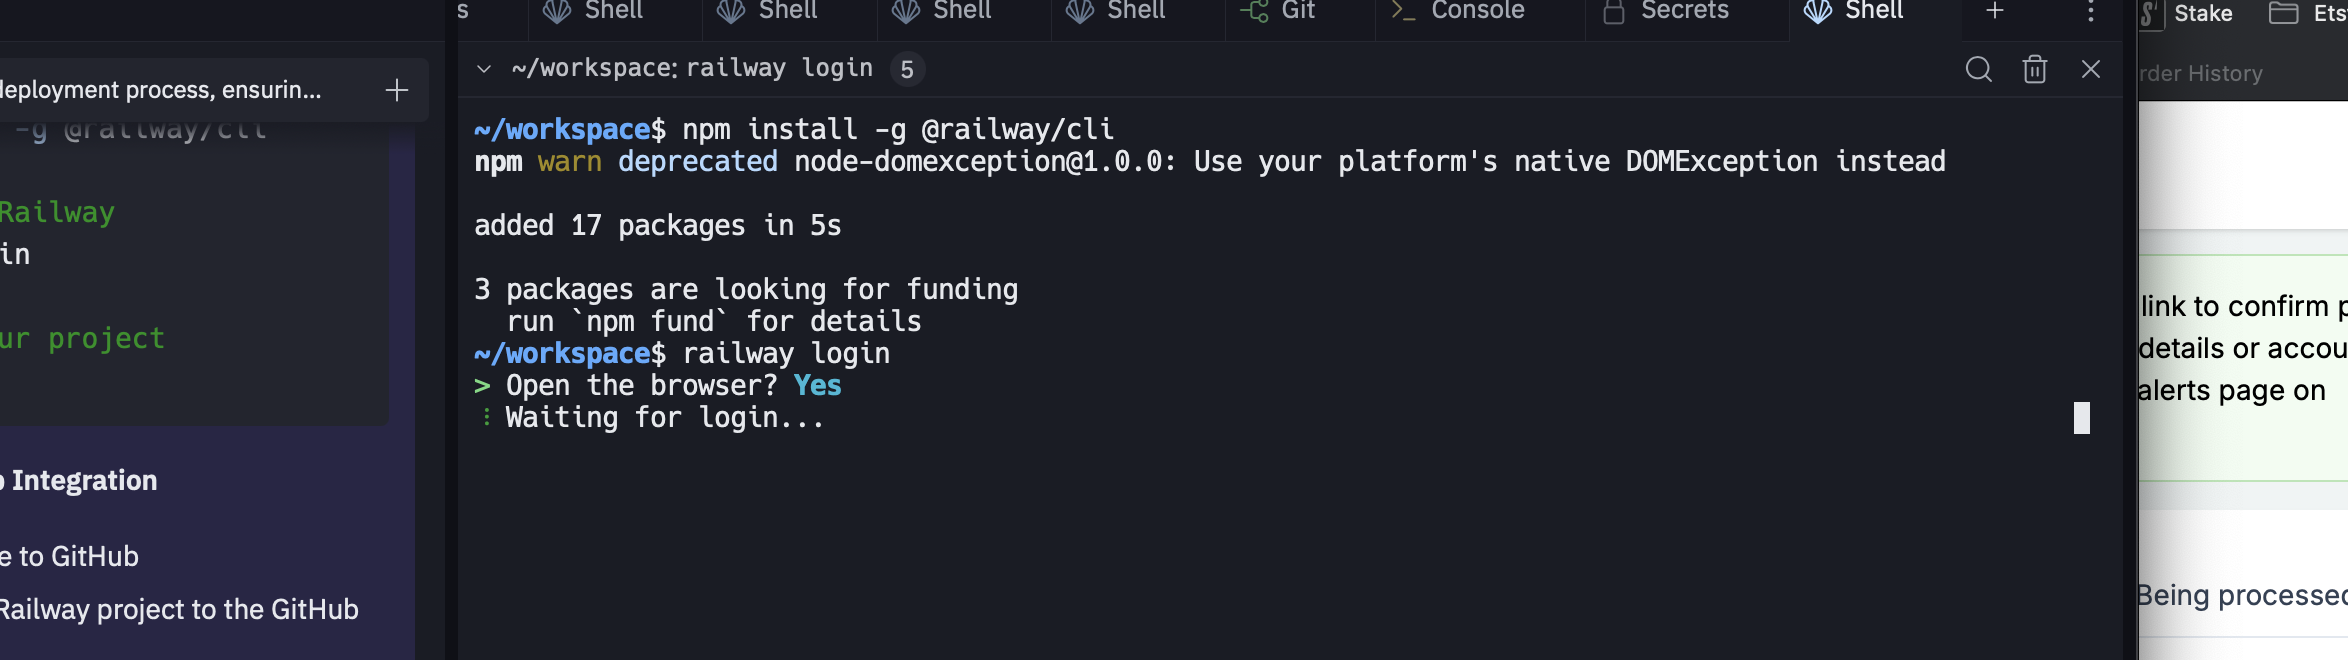 s
Shell
Shell
Shell
Shell
Git
Console
Secrets
Shell
deployment process, ensurin...
-g @railway/cli
Railway
in
ur project
Integration
e to GitHub
Railway project to the GitHub
~/workspace: railway login 5
~/workspace$ npm install -g @railway/cli
npm warn deprecated node-domexception@1.0.0: Use your platform's native DOMException instead
added 17 packages in 5s
3 packages are looking for funding
run `npm fund` for details
~/workspace$ railway login
> Open the browser? Yes
Waiting for login...
Stake
Ets
rder History
link to confirm p
details or accou
alerts page on
Being processed